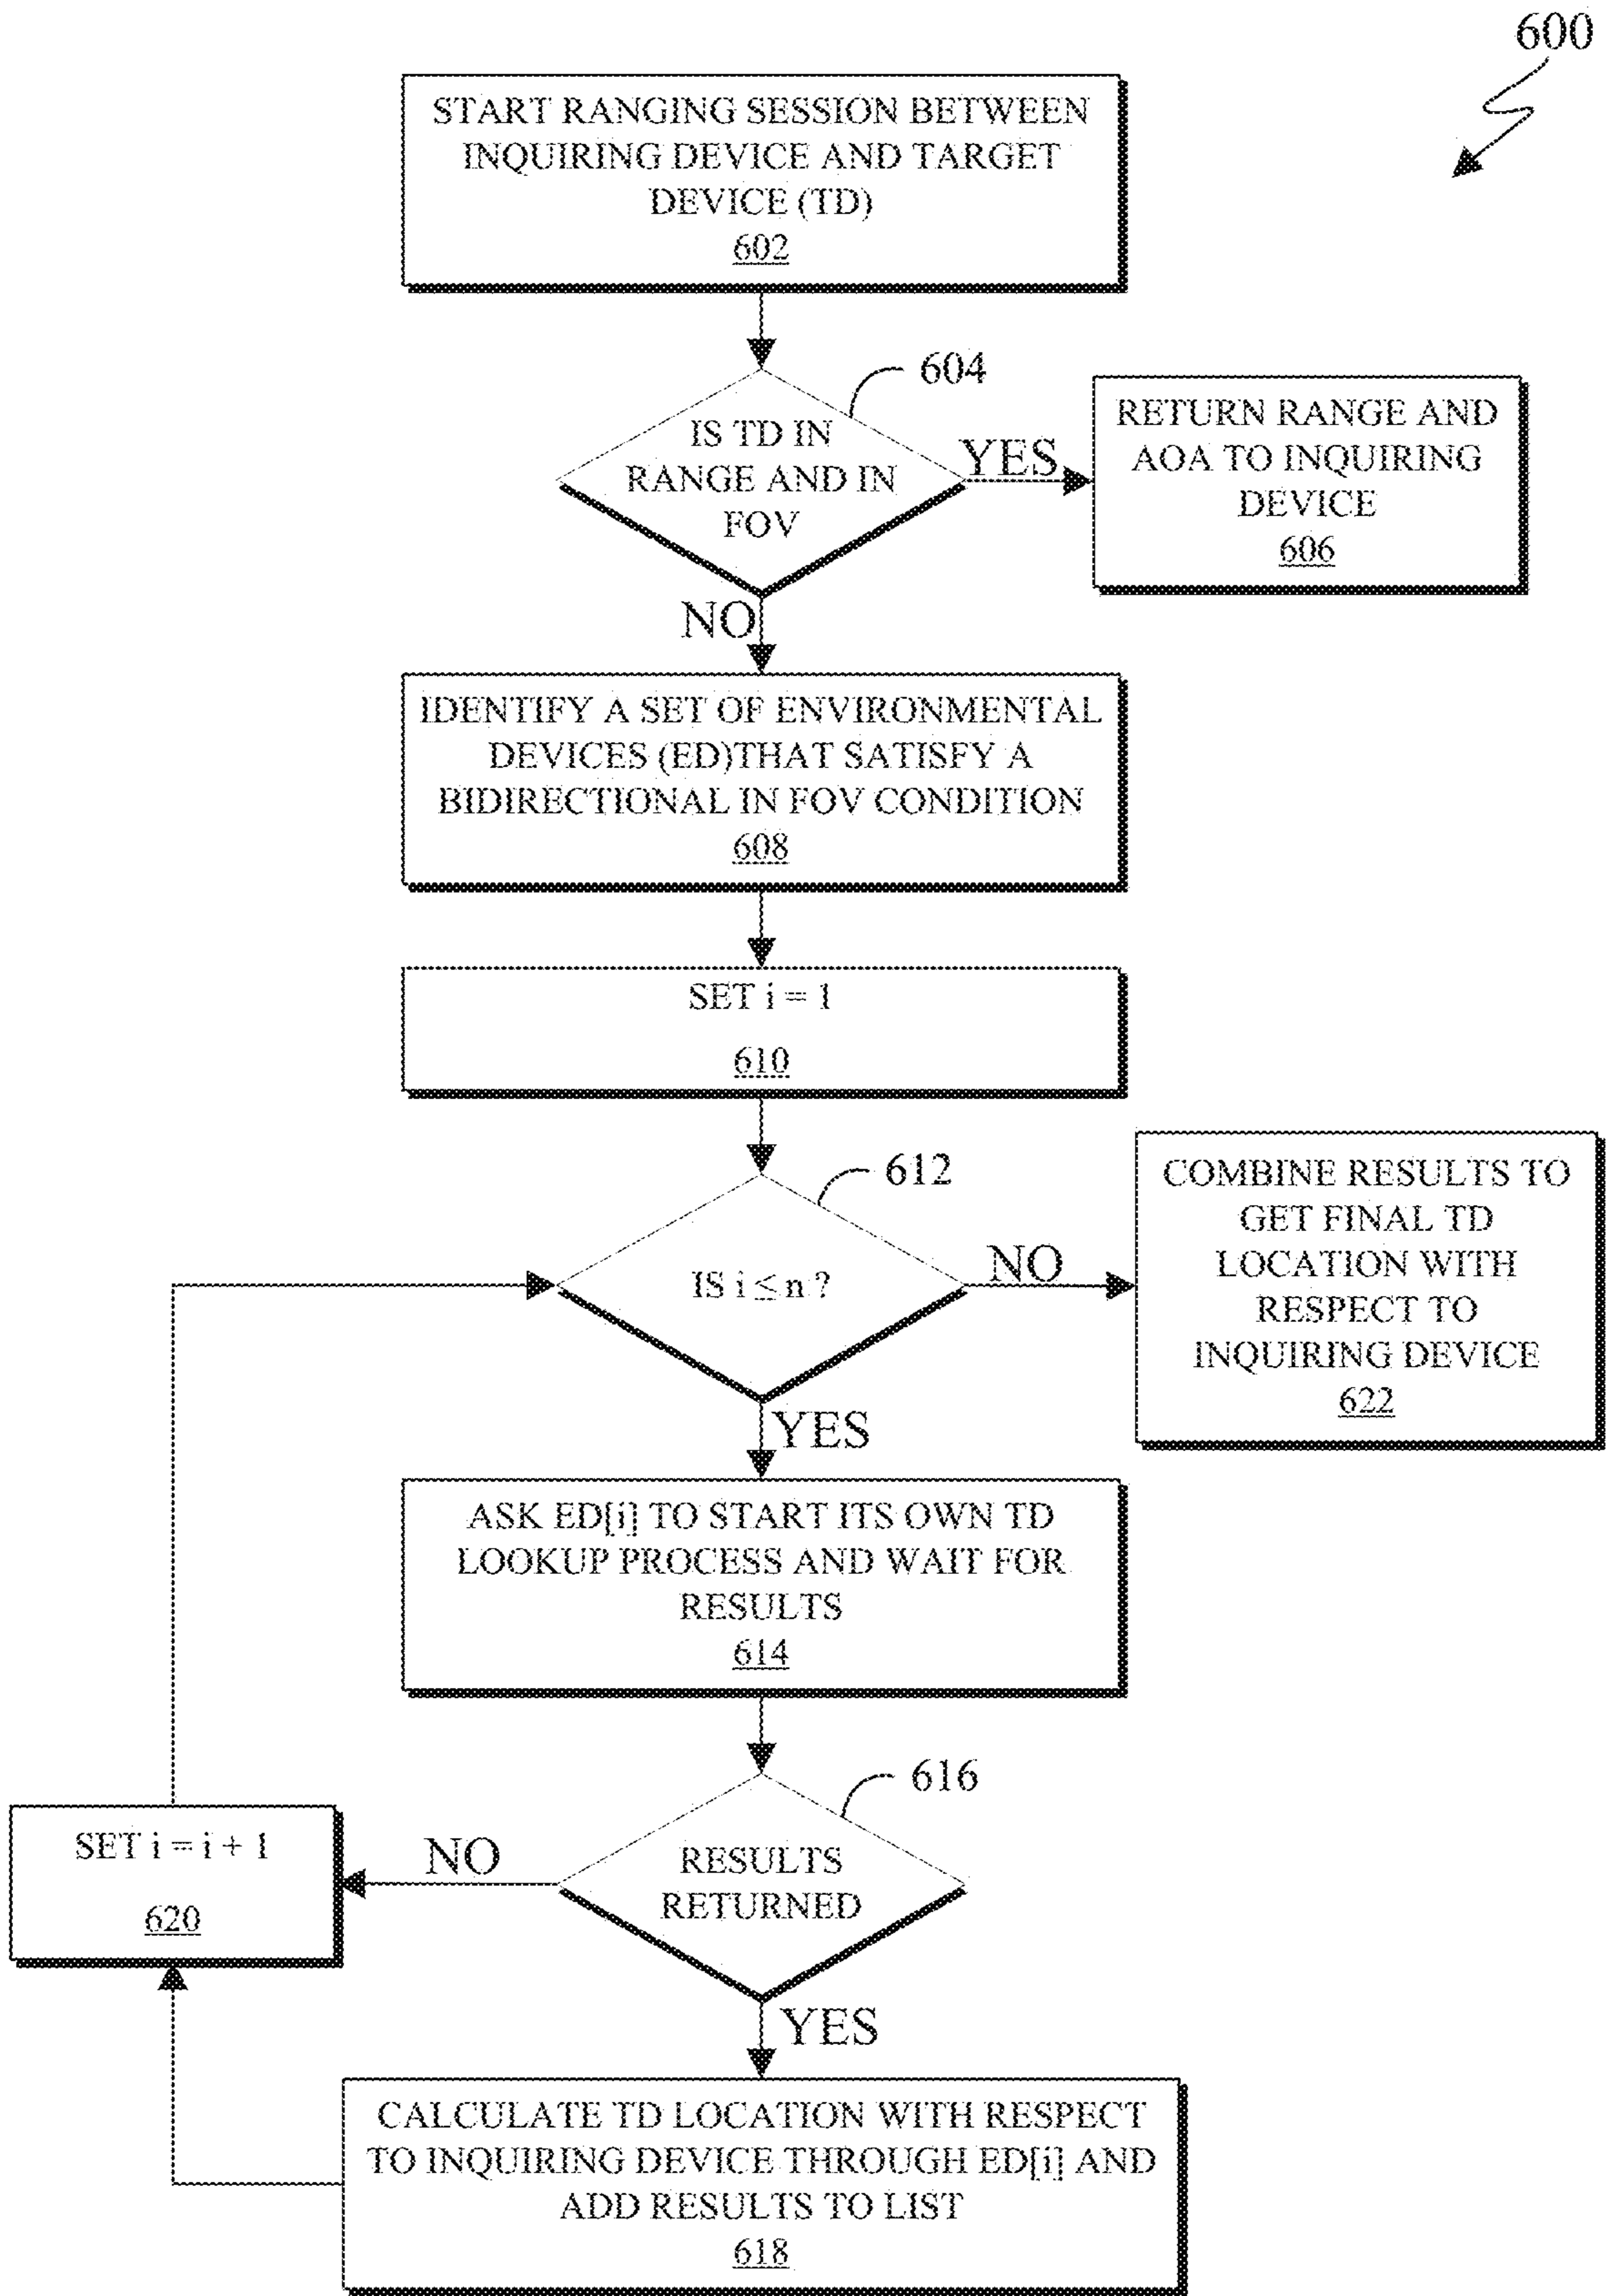 600
START RANGING SESSION BETWEEN
INQUIRING DEVICE AND TARGET
DEVICE (TD)
602
604
IS TD IN
RANGE AND IN
FOV
YES
RETURN RANGE AND
AOA TO INQUIRING
DEVICE
606
NO
IDENTIFY A SET OF ENVIRONMENTAL
DEVICES (ED)THAT SATISFY A
BIDIRECTIONAL IN FOV CONDITION
608
SET i = 1
610
612
IS i ≤ n ?
NO
COMBINE RESULTS TO
GET FINAL TD
LOCATION WITH
RESPECT TO
INQUIRING DEVICE
622
YES
ASK ED[i] TO START ITS OWN TD
LOOKUP PROCESS AND WAIT FOR
RESULTS
614
616
RESULTS
RETURNED
NO
SET i = i + 1
620
YES
CALCULATE TD LOCATION WITH RESPECT
TO INQUIRING DEVICE THROUGH ED[i] AND
ADD RESULTS TO LIST
618